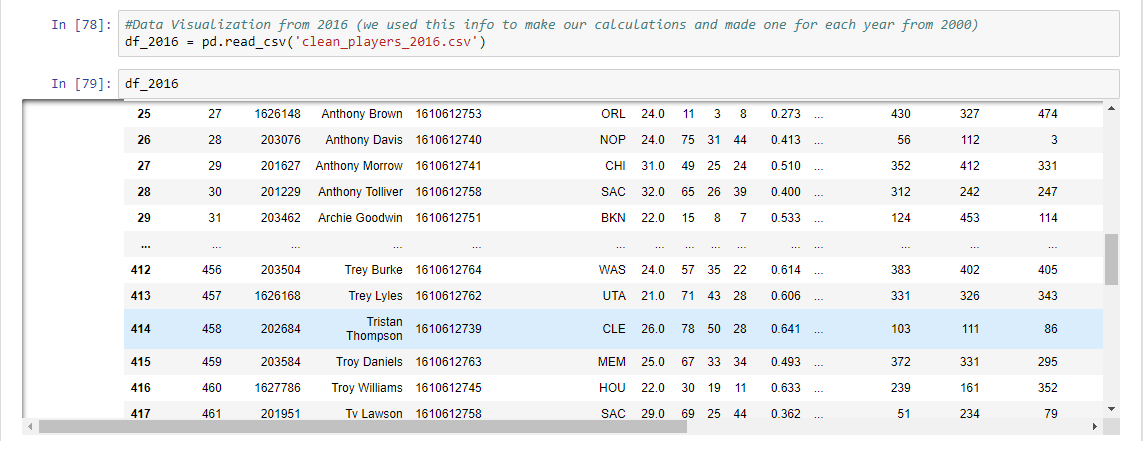 In [78]: #Data Visualization from 2016 (we used this info to make our calculations and made one for each year from 2000)
df_2016 = pd.read_csv('clean_players_2016.csv')
In [79]: df_2016
25 27 1626148 Anthony Brown 1610612753 ORL 24.0 11 3 8 0.273 ... 430 327 474
26 28 203076 Anthony Davis 1610612740 NOP 24.0 75 31 44 0.413 ... 56 112 3
27 29 201627 Anthony Morrow 1610612741 CHI 31.0 49 25 24 0.510 ... 352 412 331
28 30 201229 Anthony Tolliver 1610612758 SAC 32.0 65 26 39 0.400 ... 312 242 247
29 31 203462 Archie Goodwin 1610612751 BKN 22.0 15 8 7 0.533 ... 124 453 114
... ... ... ... ... ... ... ... ... ... ... ... ... ... ...
412 456 203504 Trey Burke 1610612764 WAS 24.0 57 35 22 0.614 ... 383 402 405
413 457 1626168 Trey Lyles 1610612762 UTA 21.0 71 43 28 0.606 ... 331 326 343
414 458 202684 Tristan
Thompson 1610612739 CLE 26.0 78 50 28 0.641 ... 103 111 86
415 459 203584 Troy Daniels 1610612763 MEM 25.0 67 33 34 0.493 ... 372 331 295
416 460 1627786 Troy Williams 1610612745 HOU 22.0 30 19 11 0.633 ... 239 161 352
417 461 201951 Ty Lawson 1610612758 SAC 29.0 69 25 44 0.362 ... 51 234 79